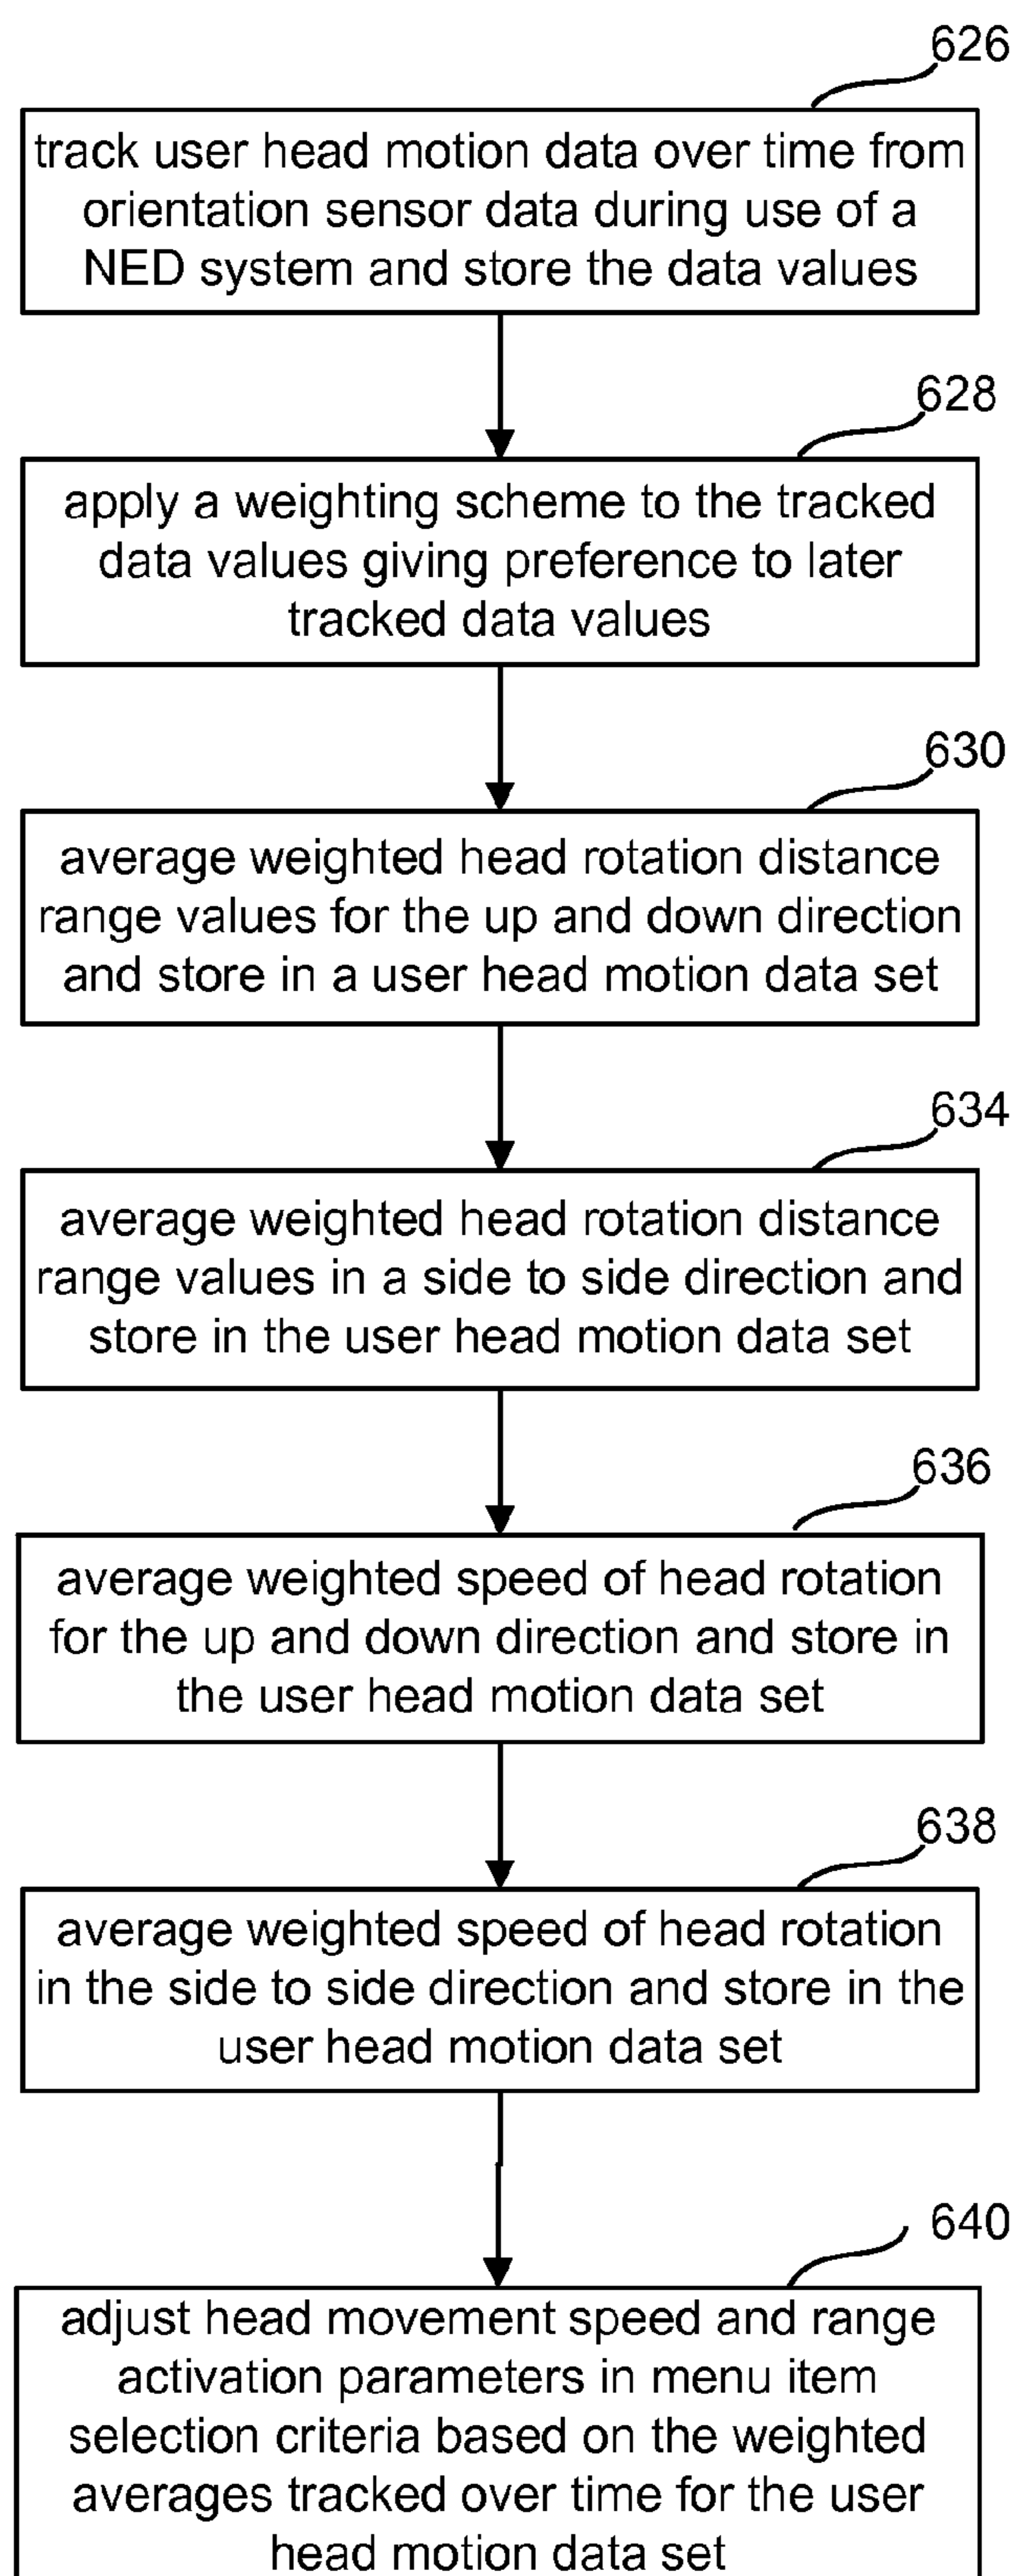 626
track user head motion data over time from
orientation sensor data during use of a
NED system and store the data values
628
apply a weighting scheme to the tracked
data values giving preference to later
tracked data values
630
average weighted head rotation distance
range values for the up and down direction
and store in a user head motion data set
634
average weighted head rotation distance
range values in a side to side direction and
store in the user head motion data set
636
average weighted speed of head rotation
for the up and down direction and store in
the user head motion data set
638
average weighted speed of head rotation
in the side to side direction and store in the
user head motion data set
640
adjust head movement speed and range
activation parameters in menu item
selection criteria based on the weighted
averages tracked over time for the user
head motion data set